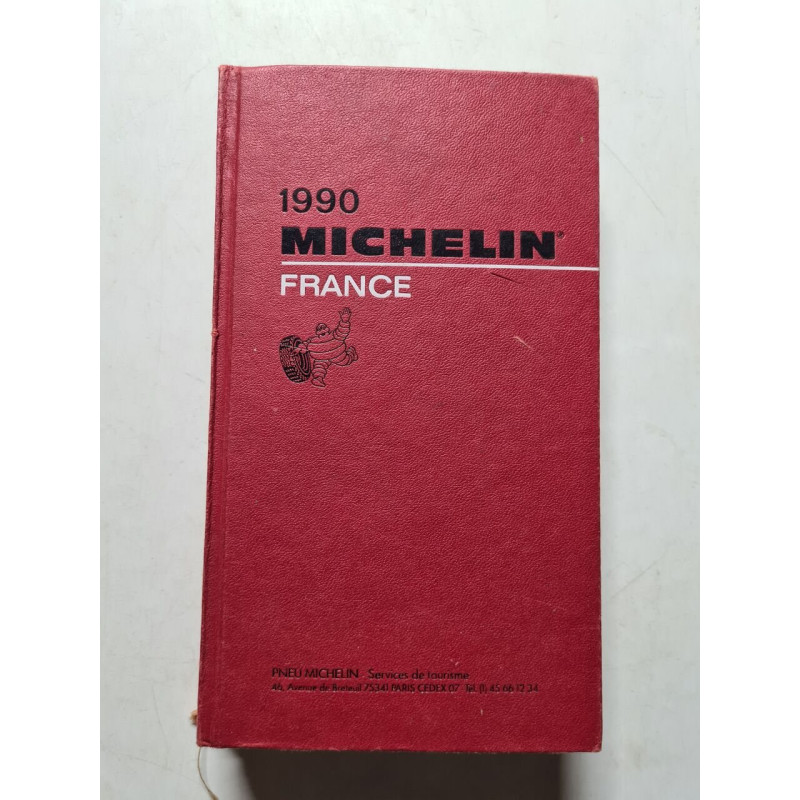 1990
MICHELIN®
FRANCE
PNEU MICHELIN - Services de tourisme
46, Avenue de Breteuil 75341 PARIS CEDEX 07 Tél. (1) 45 66 12 34